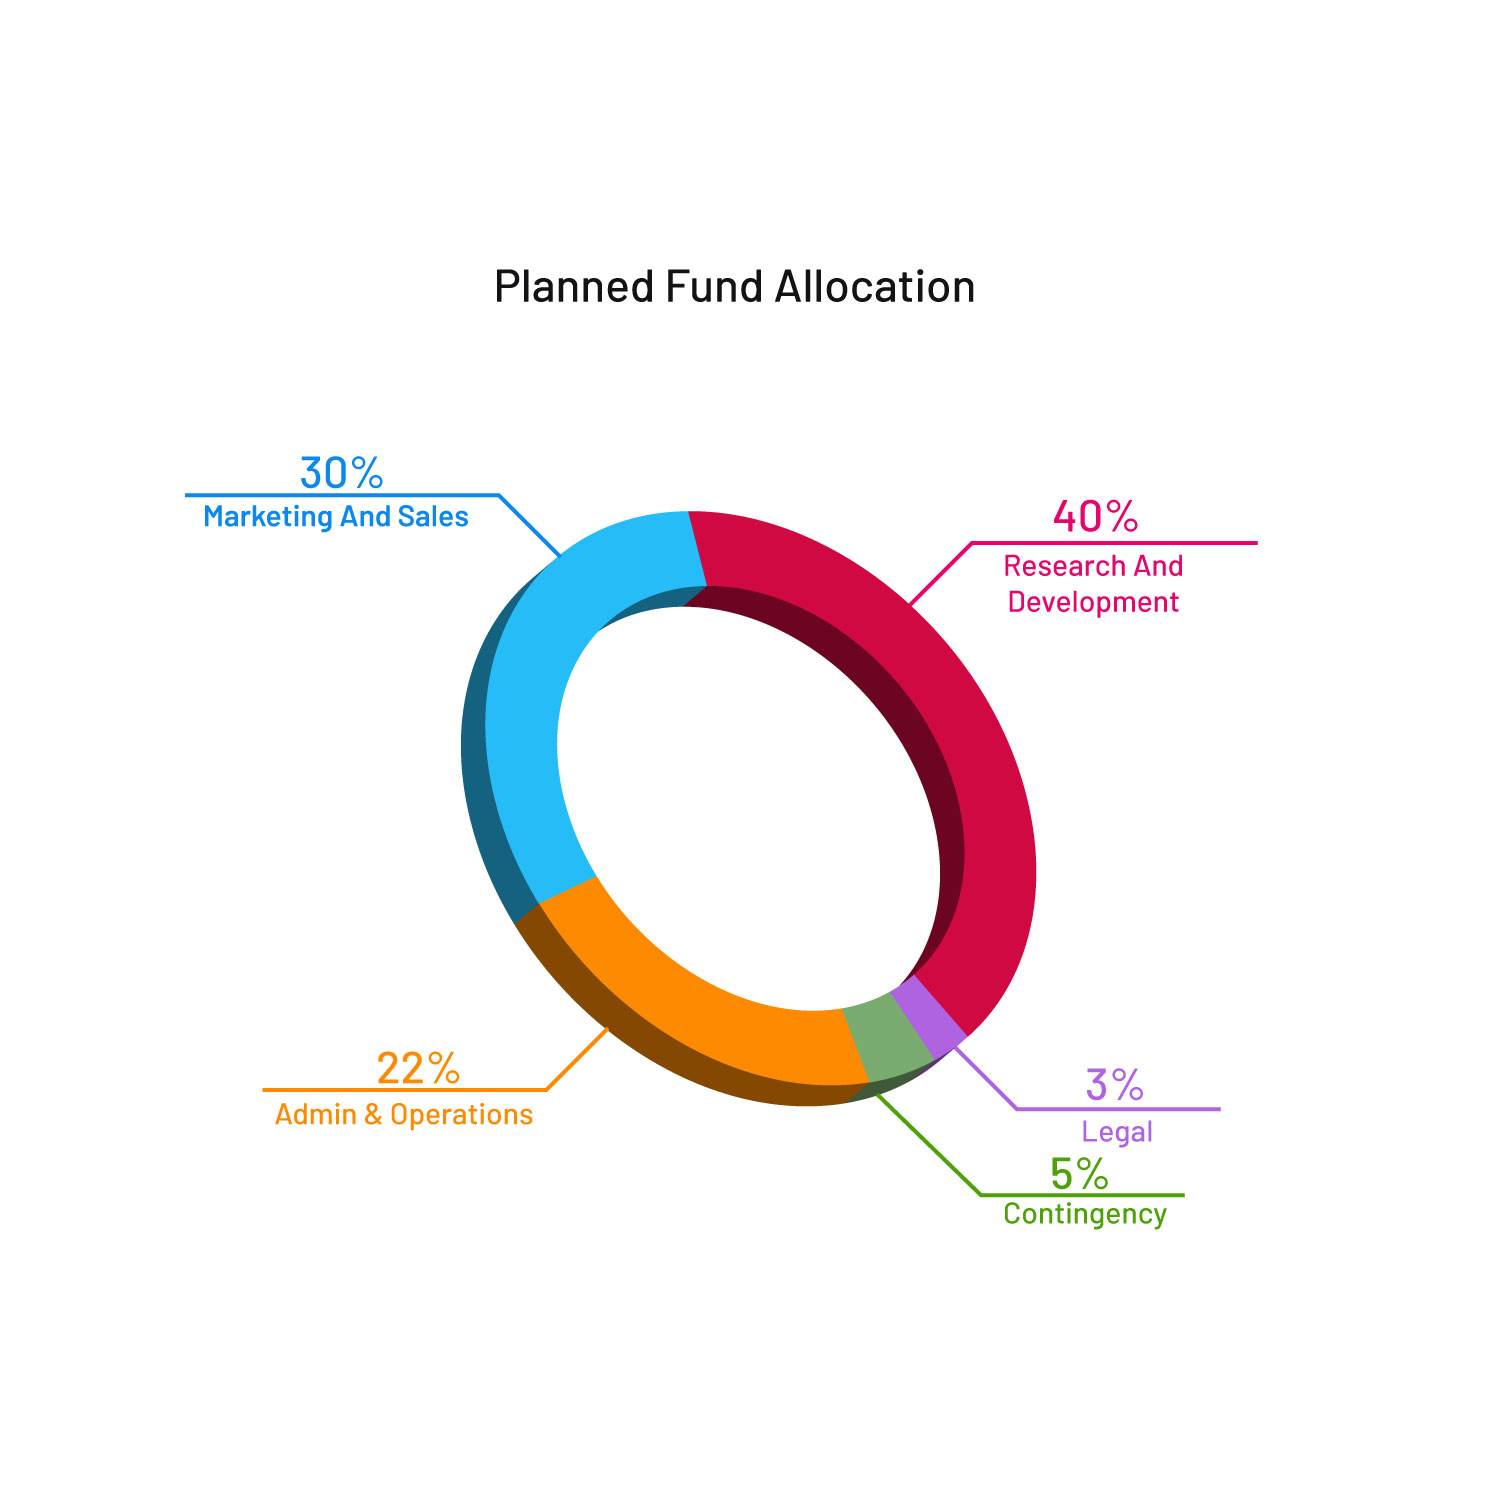 Planned Fund Allocation
30%
Marketing And Sales
40%
Research And
Development
22%
Admin & Operations
3%
Legal
5%
Contingency